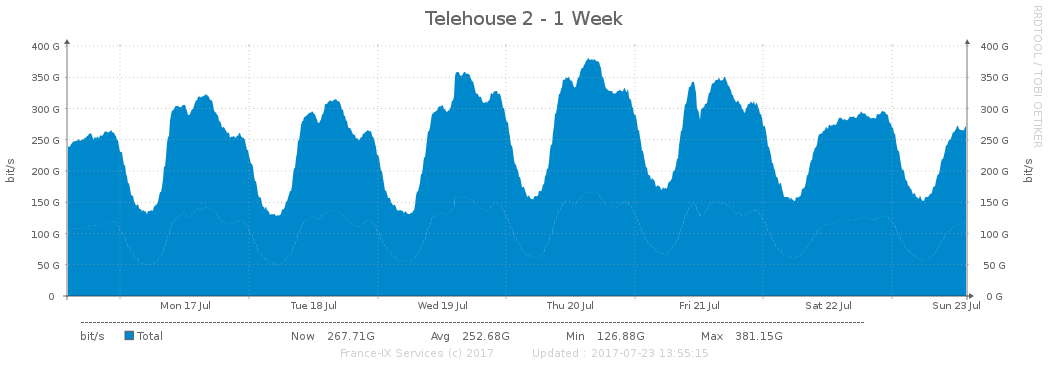 Telehouse 2 - 1 Week
RRDTOOL / TOBI OETIKER
400 G 400 G
350 G 350 G
300 G 300 G
250 G 250 G
200 G 200 G
150 G 150 G
100 G 100 G
50 G 50 G
0 0 G
bit/s bit/s
Mon 17 Jul Tue 18 Jul Wed 19 Jul Thu 20 Jul Fri 21 Jul Sat 22 Jul Sun 23 Jul
bit/s Total Now 267.71G Avg 252.68G Min 126.88G Max 381.15G
France-IX Services (c) 2017 Updated : 2017-07-23 13:55:15